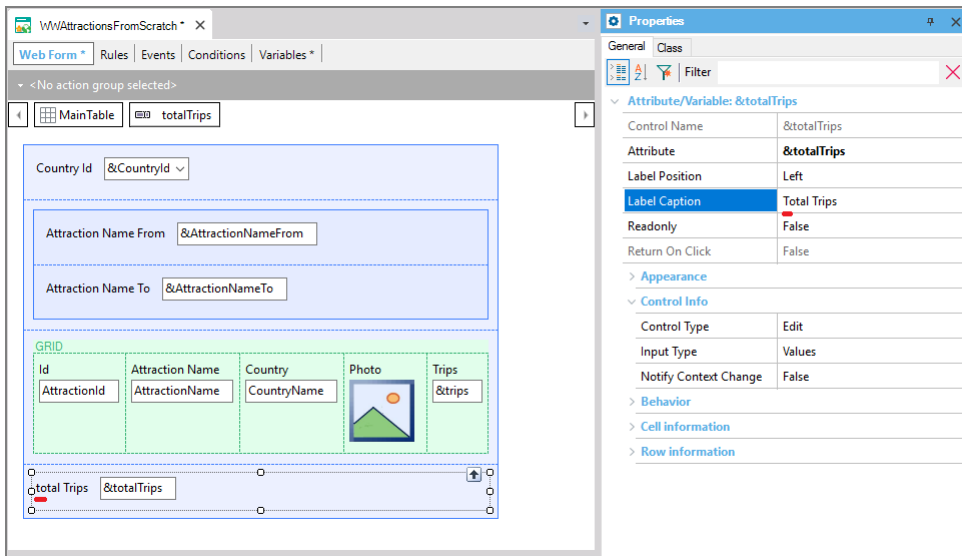 WWAttractionsFromScratch *
Web Form * Rules Events Conditions Variables *
<No action group selected>
MainTable totalTrips
Country Id &CountryId
Attraction Name From &AttractionNameFrom
Attraction Name To &AttractionNameTo
GRID
Id Attraction Name Country Photo Trips
AttractionId AttractionName CountryName &trips
total Trips &totalTrips
Properties
General Class
Filter
Attribute/Variable: &totalTrips
Control Name &totalTrips
Attribute &totalTrips
Label Position Left
Label Caption Total Trips
Readonly False
Return On Click False
Appearance
Control Info
Control Type Edit
Input Type Values
Notify Context Change False
Behavior
Cell information
Row information